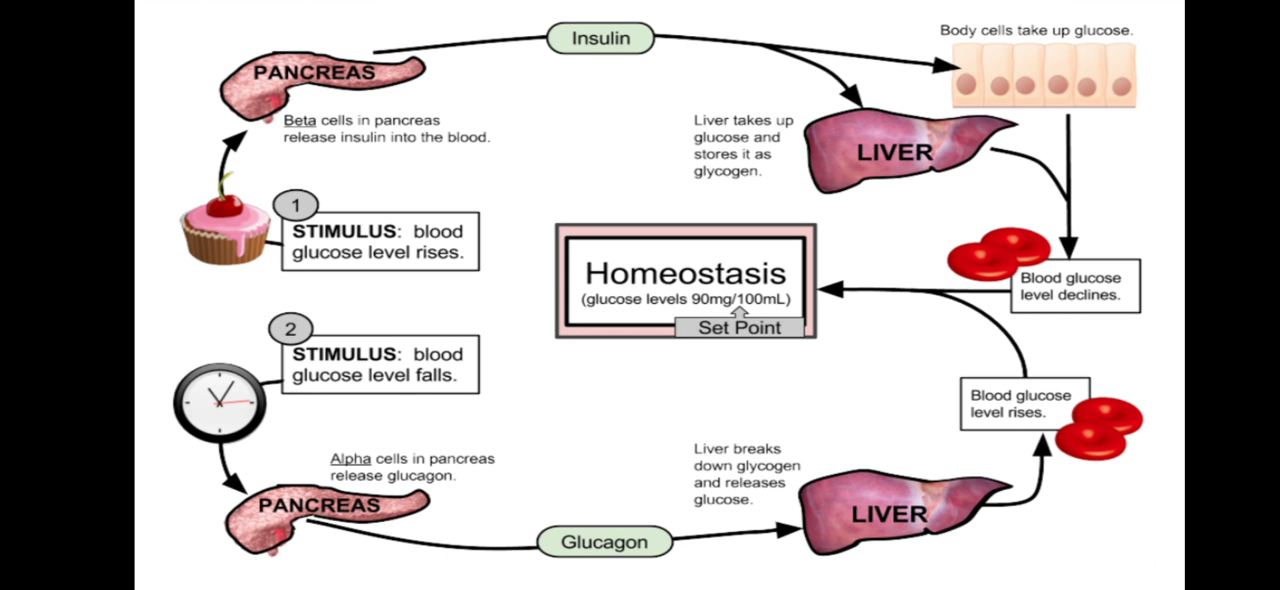 Insulin
Body cells take up glucose.
PANCREAS
Beta cells in pancreas
release insulin into the blood.
Liver takes up
glucose and
stores it as
glycogen.
LIVER
1
STIMULUS: blood
glucose level rises.
Homeostasis
(glucose levels 90mg/100mL)
Set Point
Blood glucose
level declines.
2
STIMULUS: blood
glucose level falls.
Blood glucose
level rises.
Alpha cells in pancreas
release glucagon.
PANCREAS
Glucagon
Liver breaks
down glycogen
and releases
glucose.
LIVER